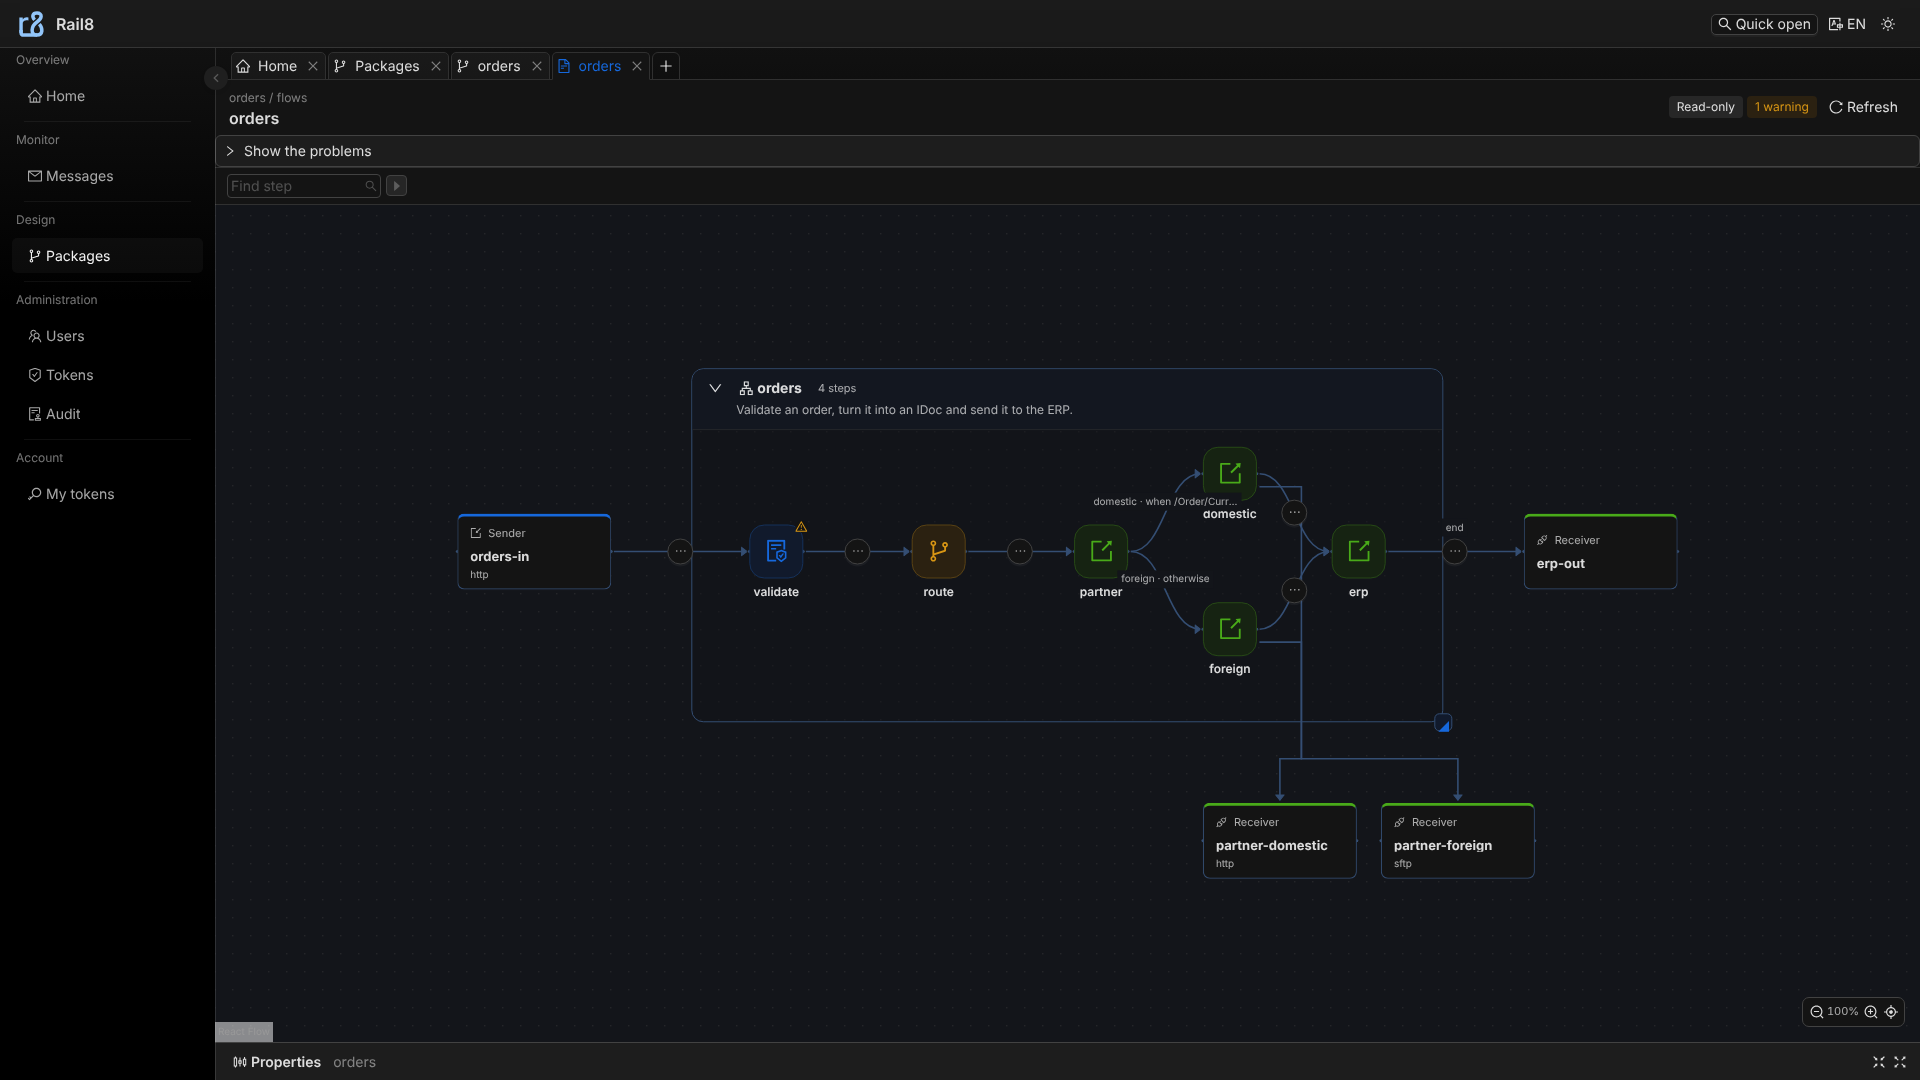 Rail8
Quick open
EN
Overview
Home
Monitor
Messages
Design
Packages
Administration
Users
Tokens
Audit
Account
My tokens
Home
Packages
orders
orders
orders / flows
orders
Read-only
1 warning
Refresh
Show the problems
Find step
orders 4 steps
Validate an order, turn it into an IDoc and send it to the ERP.
Sender
orders-in
http
validate
route
partner
domestic · when /Order/Curr...
domestic
foreign · otherwise
foreign
erp
end
Receiver
erp-out
Receiver
partner-domestic
http
Receiver
partner-foreign
sftp
100%
React Flow
Properties orders